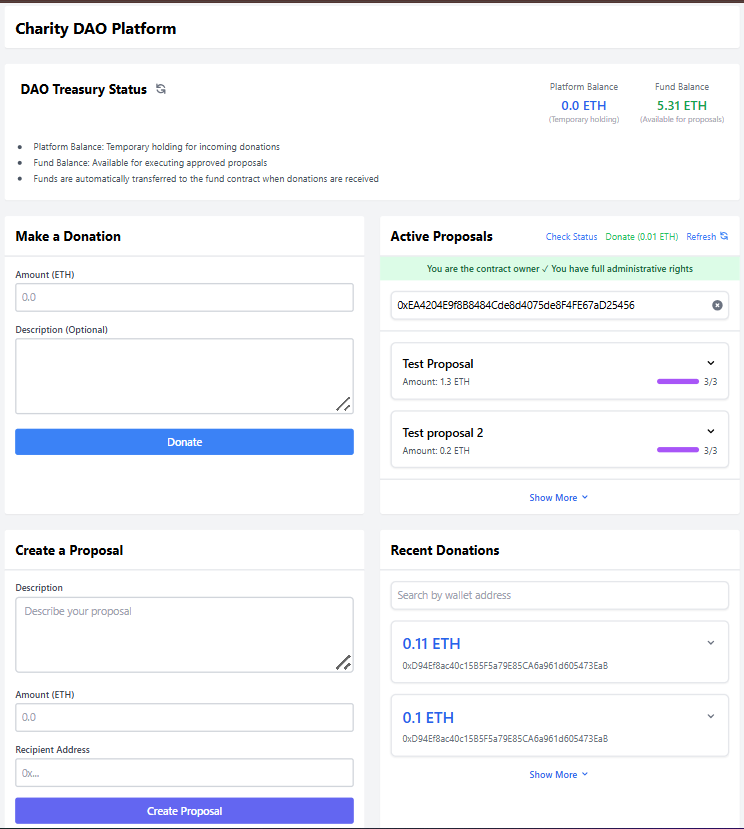 Charity DAO Platform
DAO Treasury Status
Platform Balance
0.0 ETH
(Temporary holding)
Fund Balance
5.31 ETH
(Available for proposals)
Platform Balance: Temporary holding for incoming donations
Fund Balance: Available for executing approved proposals
Funds are automatically transferred to the fund contract when donations are received
Make a Donation
Amount (ETH)
0.0
Description (Optional)
Donate
Active Proposals
Check Status
Donate (0.01 ETH)
Refresh
You are the contract owner ✓ You have full administrative rights
0xEA4204E9f8B8484Cde8d4075de8F4FE67aD25456
Test Proposal
Amount: 1.3 ETH
3/3
Test proposal 2
Amount: 0.2 ETH
3/3
Show More
Create a Proposal
Description
Describe your proposal
Amount (ETH)
0.0
Recipient Address
0x...
Create Proposal
Recent Donations
Search by wallet address
0.11 ETH
0xD94Ef8ac40c15B5F5a79E85CA6a961d605473EaB
0.1 ETH
0xD94Ef8ac40c15B5F5a79E85CA6a961d605473EaB
Show More